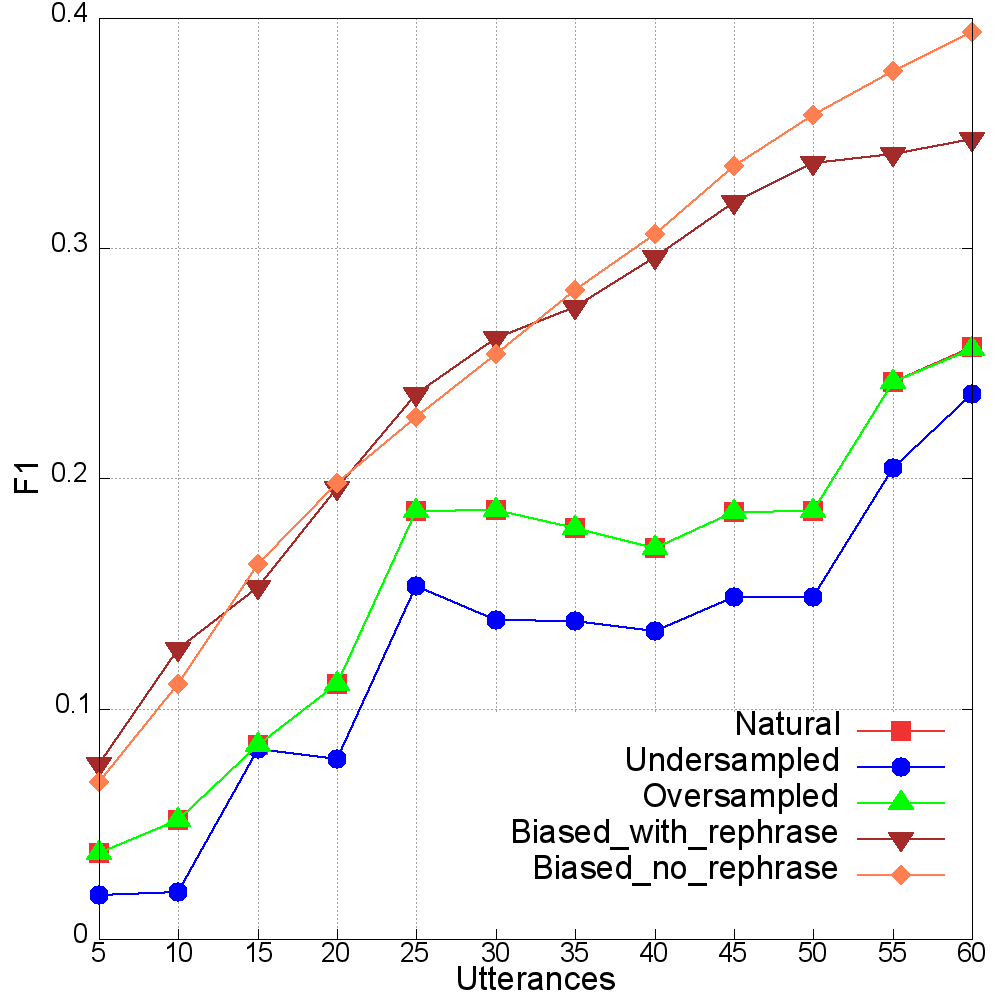 0.4
0.3
0.2
0.1
0
F1
5 10 15 20 25 30 35 40 45 50 55 60
Utterances
Natural
Undersampled
Oversampled
Biased_with_rephrase
Biased_no_rephrase